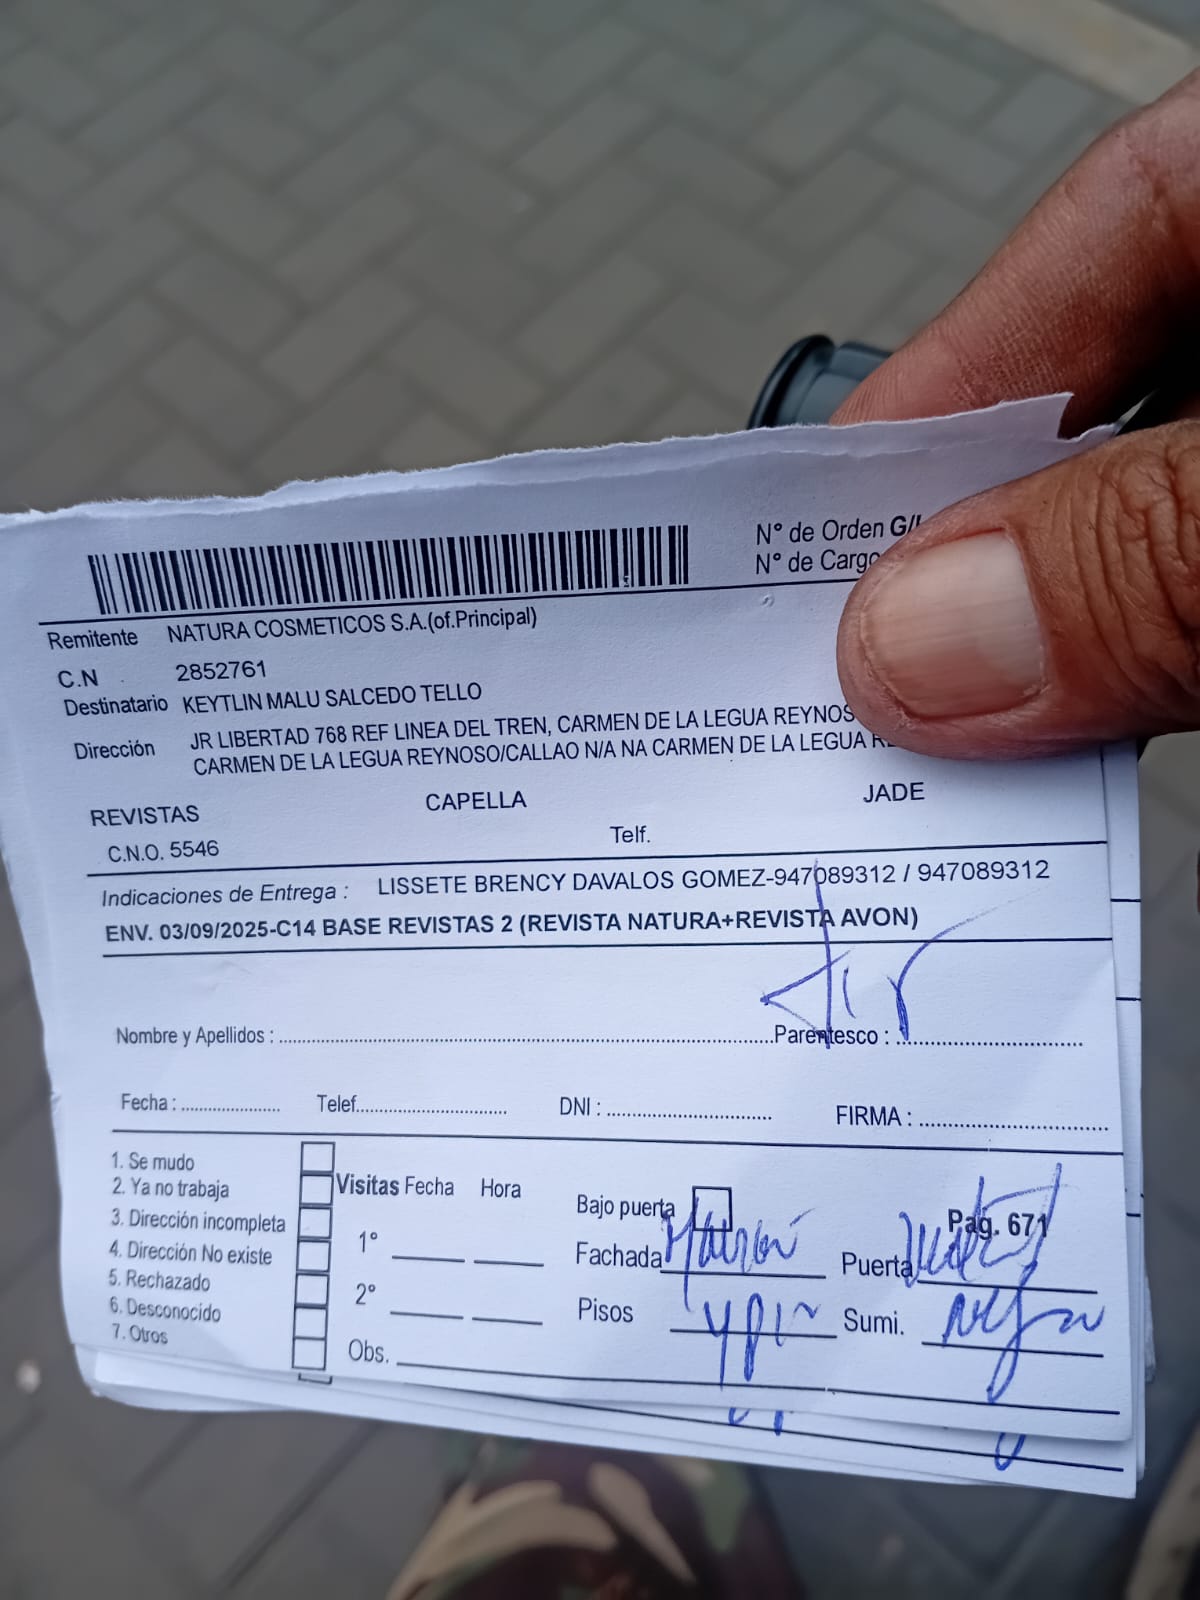 N° de Orden G/
N° de Cargo
Remitente NATURA COSMETICOS S.A.(of.Principal)
C.N 2852761
Destinatario KEYTLIN MALU SALCEDO TELLO
Dirección JR LIBERTAD 768 REF LINEA DEL TREN, CARMEN DE LA LEGUA REYNOS
CARMEN DE LA LEGUA REYNOSO/CALLAO N/A NA CARMEN DE LA LEGUA
REVISTAS CAPELLA JADE
C.N.O. 5546 Telf.
Indicaciones de Entrega : LISSETE BRENCY DAVALOS GOMEZ-947089312 / 947089312
ENV. 03/09/2025-C14 BASE REVISTAS 2 (REVISTA NATURA+REVISTA AVON)
Nombre y Apellidos : Parentesco :
Fecha : Telef. DNI : FIRMA :
1. Se mudo
2. Ya no trabaja
3. Dirección incompleta
4. Dirección No existe
5. Rechazado
6. Desconocido
7. Otros
Visitas Fecha Hora
1°
2°
Obs.
Bajo puerta Pag. 671
Fachada Puerta
Pisos Sumi.